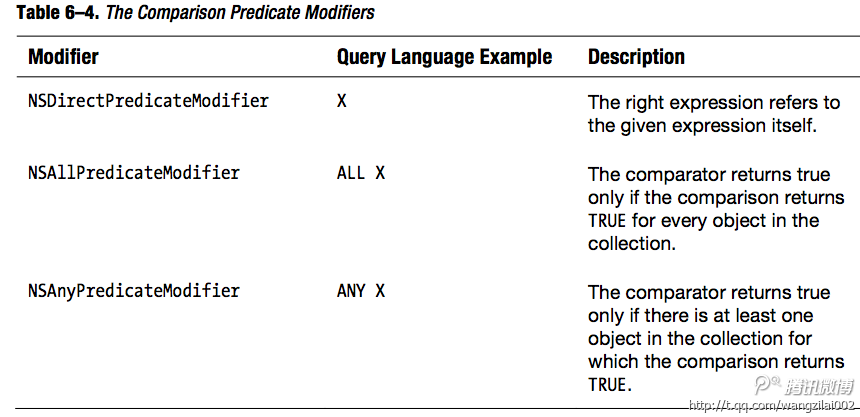 Table 6–4. The Comparison Predicate Modifiers
Modifier Query Language Example Description
NSDirectPredicateModifier X The right expression refers to
the given expression itself.
NSAllPredicateModifier ALL X The comparator returns true
only if the comparison returns
TRUE for every object in the
collection.
NSAnyPredicateModifier ANY X The comparator returns true
only if there is at least one
object in the collection for
which the comparison returns
TRUE.
腾讯微博
http://t.qq.com/wangzilai002